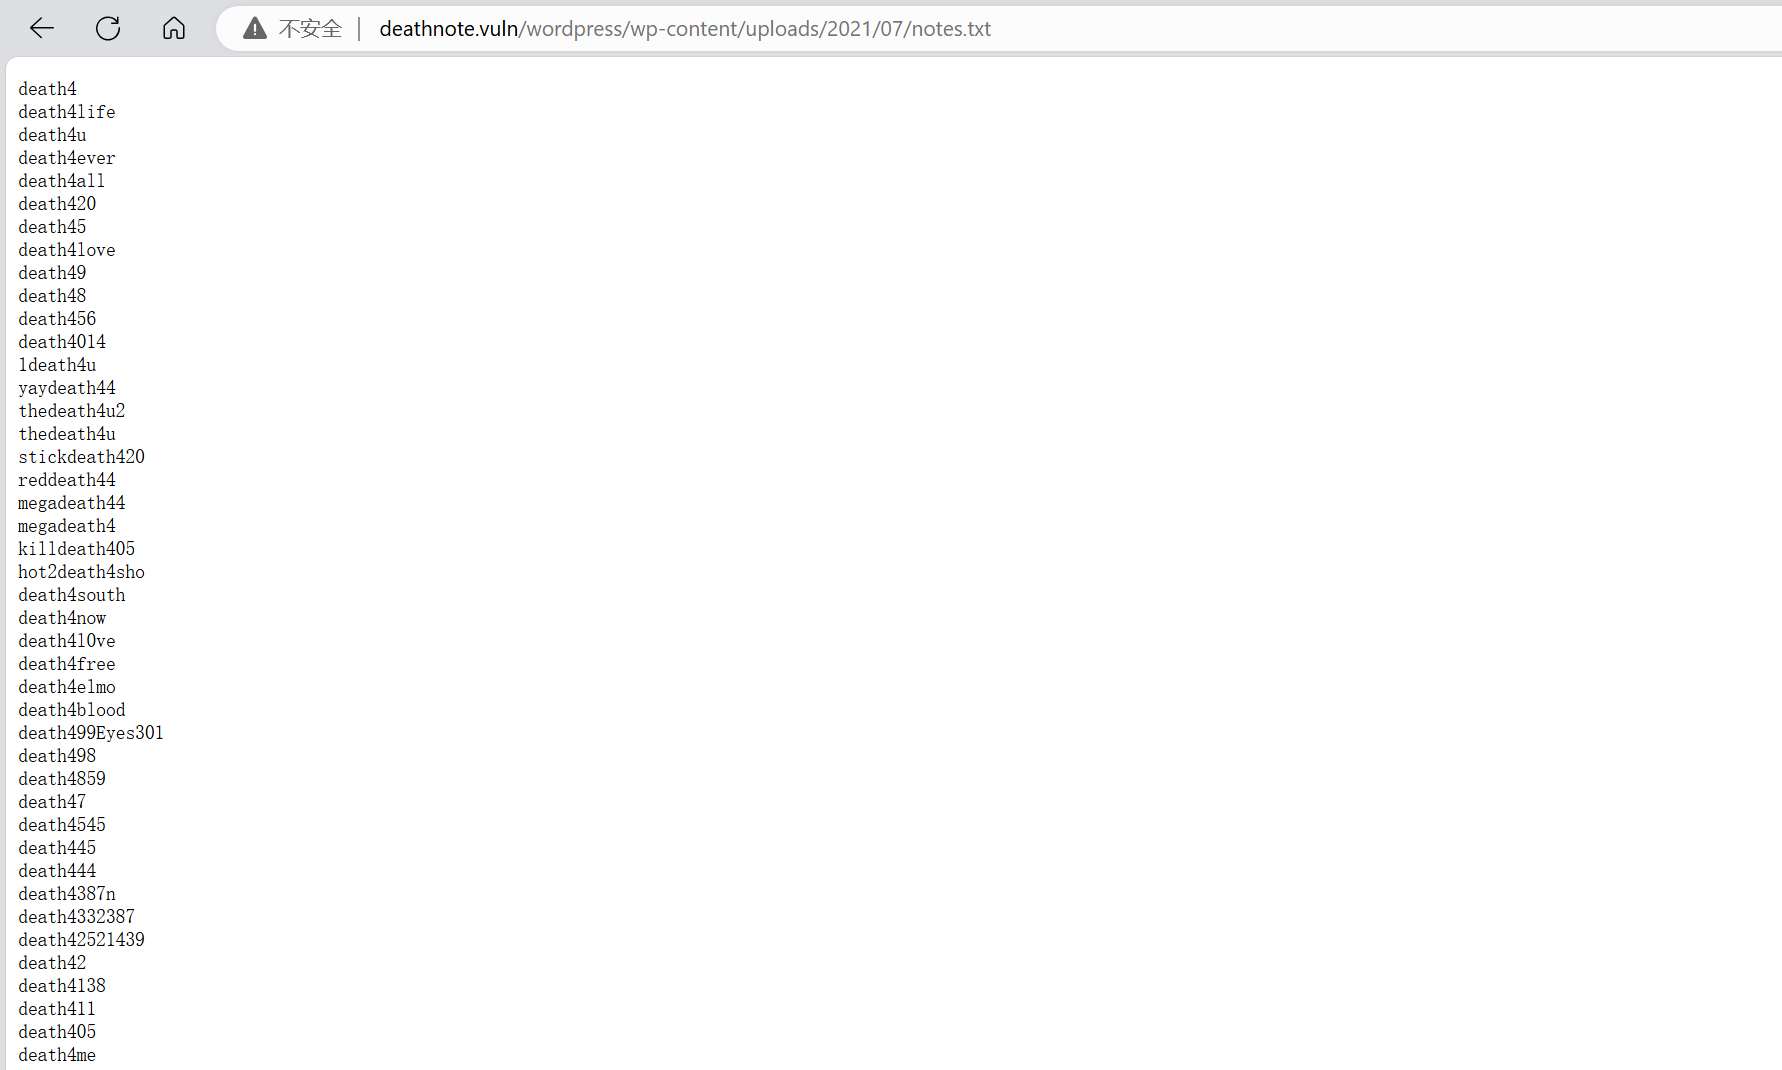 不安全 | deathnote.vuln/wordpress/wp-content/uploads/2021/07/notes.txt
death4
death4life
death4u
death4ever
death4all
death420
death45
death4love
death49
death48
death456
death4014
1death4u
yaydeath44
thedeath4u2
thedeath4u
stickdeath420
reddeath44
megadeath44
megadeath4
killdeath405
hot2death4sho
death4south
death4now
death4l0ve
death4free
death4elmo
death4blood
death499Eyes301
death498
death4859
death47
death4545
death445
death444
death4387n
death4332387
death42521439
death42
death4138
death411
death405
death4me